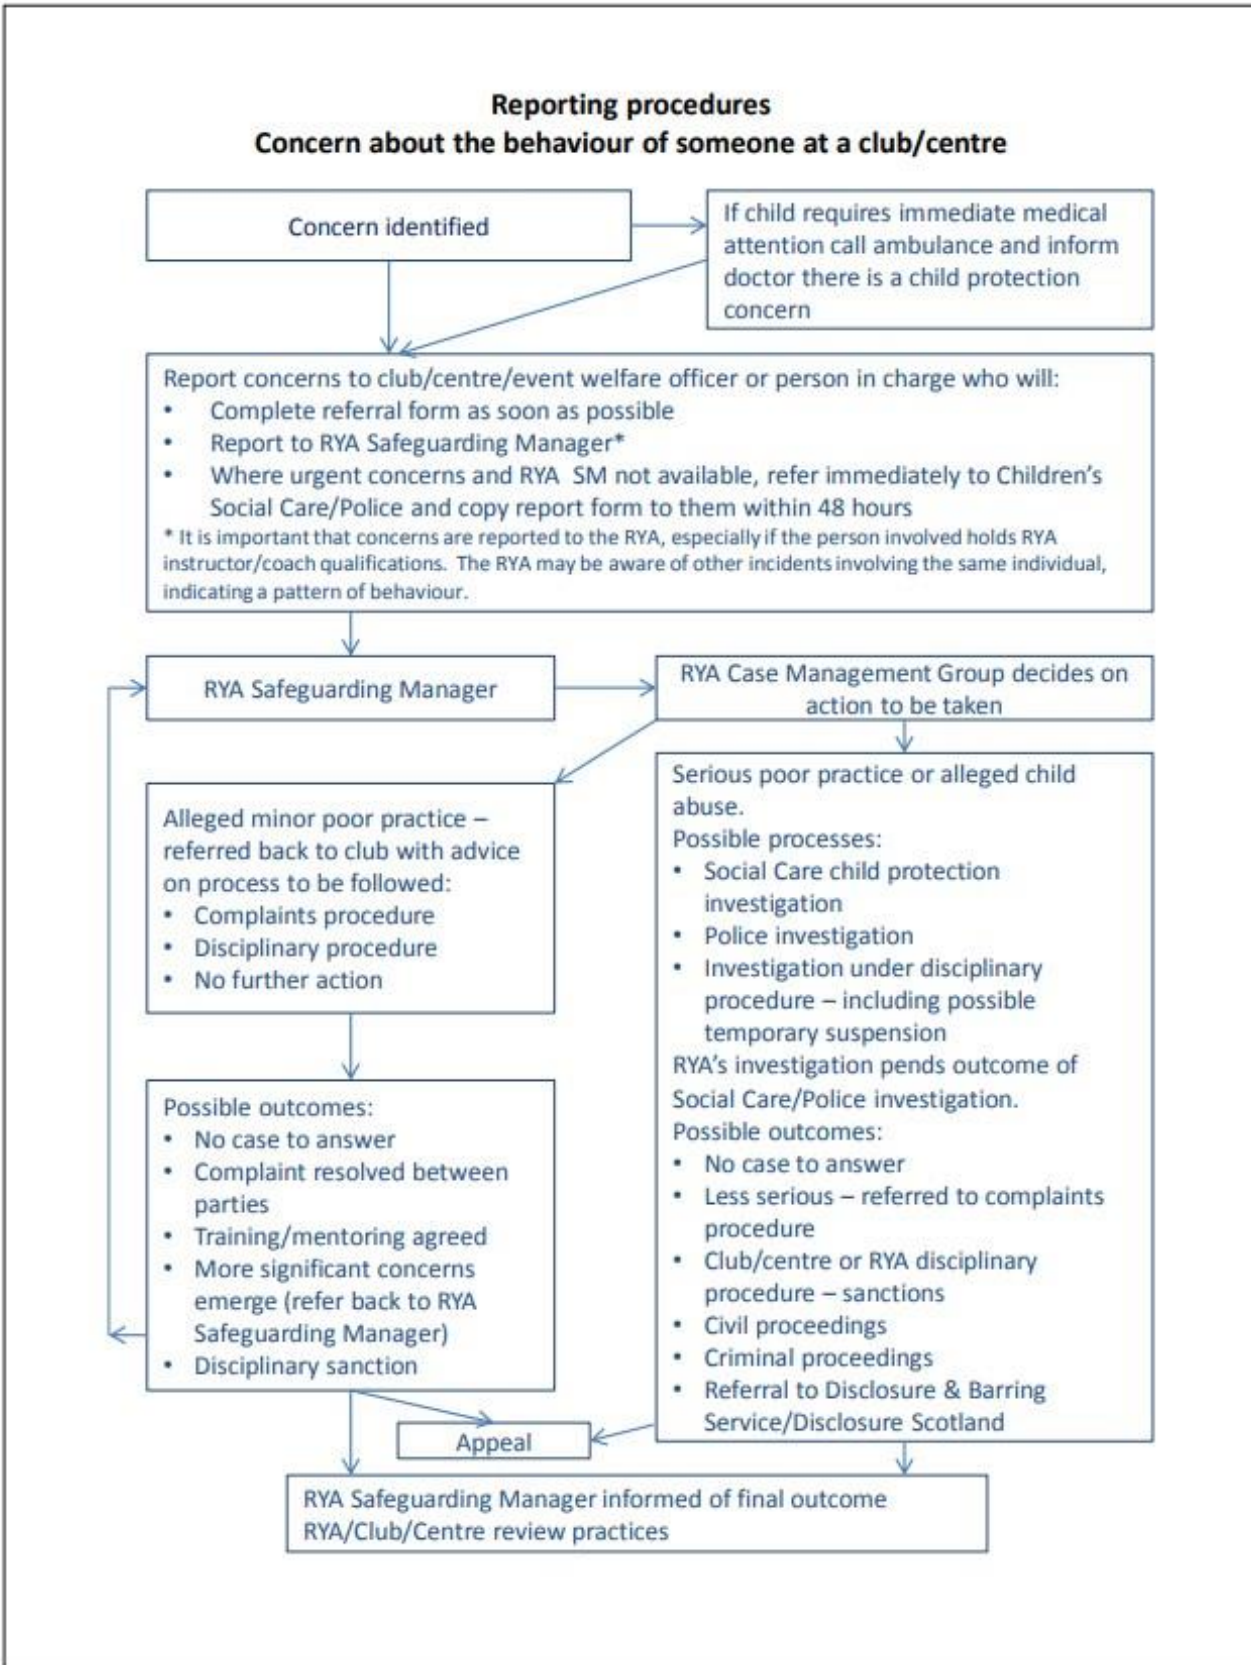 Reporting procedures
Concern about the behaviour of someone at a club/centre
Concern identified
If child requires immediate medical
attention call ambulance and inform
doctor there is a child protection
concern
Report concerns to club/centre/event welfare officer or person in charge who will:
• Complete referral form as soon as possible
• Report to RYA Safeguarding Manager*
• Where urgent concerns and RYA SM not available, refer immediately to Children's
Social Care/Police and copy report form to them within 48 hours
* It is important that concerns are reported to the RYA, especially if the person involved holds RYA
instructor/coach qualifications. The RYA may be aware of other incidents involving the same individual,
indicating a pattern of behaviour.
RYA Safeguarding Manager
RYA Case Management Group decides on
action to be taken
Alleged minor poor practice –
referred back to club with advice
on process to be followed:
• Complaints procedure
• Disciplinary procedure
• No further action
Possible outcomes:
• No case to answer
• Complaint resolved between
parties
• Training/mentoring agreed
• More significant concerns
emerge (refer back to RYA
Safeguarding Manager)
• Disciplinary sanction
Serious poor practice or alleged child
abuse.
Possible processes:
• Social Care child protection
investigation
• Police investigation
• Investigation under disciplinary
procedure – including possible
temporary suspension
RYA's investigation pends outcome of
Social Care/Police investigation.
Possible outcomes:
• No case to answer
• Less serious – referred to complaints
procedure
• Club/centre or RYA disciplinary
procedure – sanctions
• Civil proceedings
• Criminal proceedings
• Referral to Disclosure & Barring
Service/Disclosure Scotland
Appeal
RYA Safeguarding Manager informed of final outcome
RYA/Club/Centre review practices